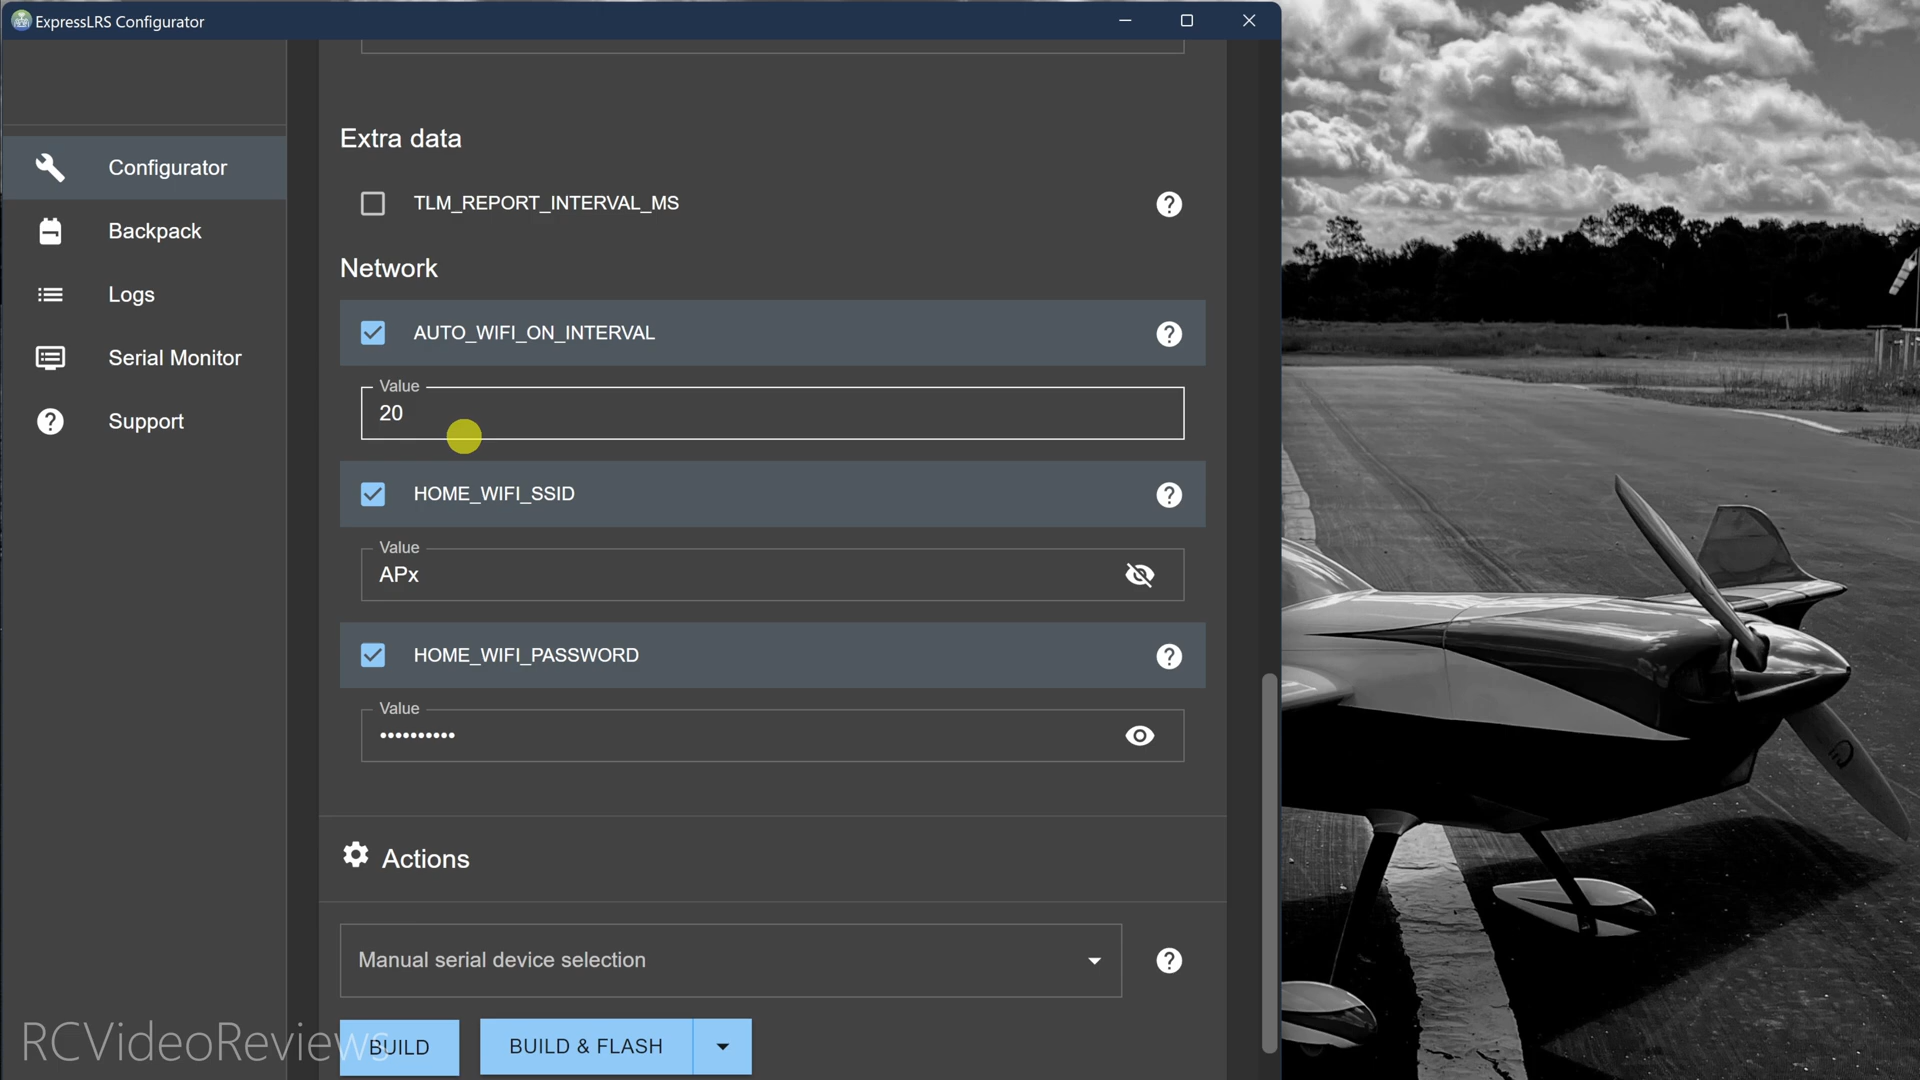 ExpressLRS Configurator
Configurator
Backpack
Logs
Serial Monitor
Support
Extra data
TLM_REPORT_INTERVAL_MS
Network
AUTO_WIFI_ON_INTERVAL
Value
20
HOME_WIFI_SSID
Value
APx
HOME_WIFI_PASSWORD
Value
••••••••••
Actions
Manual serial device selection
BUILD
BUILD & FLASH
RCVideoReviews